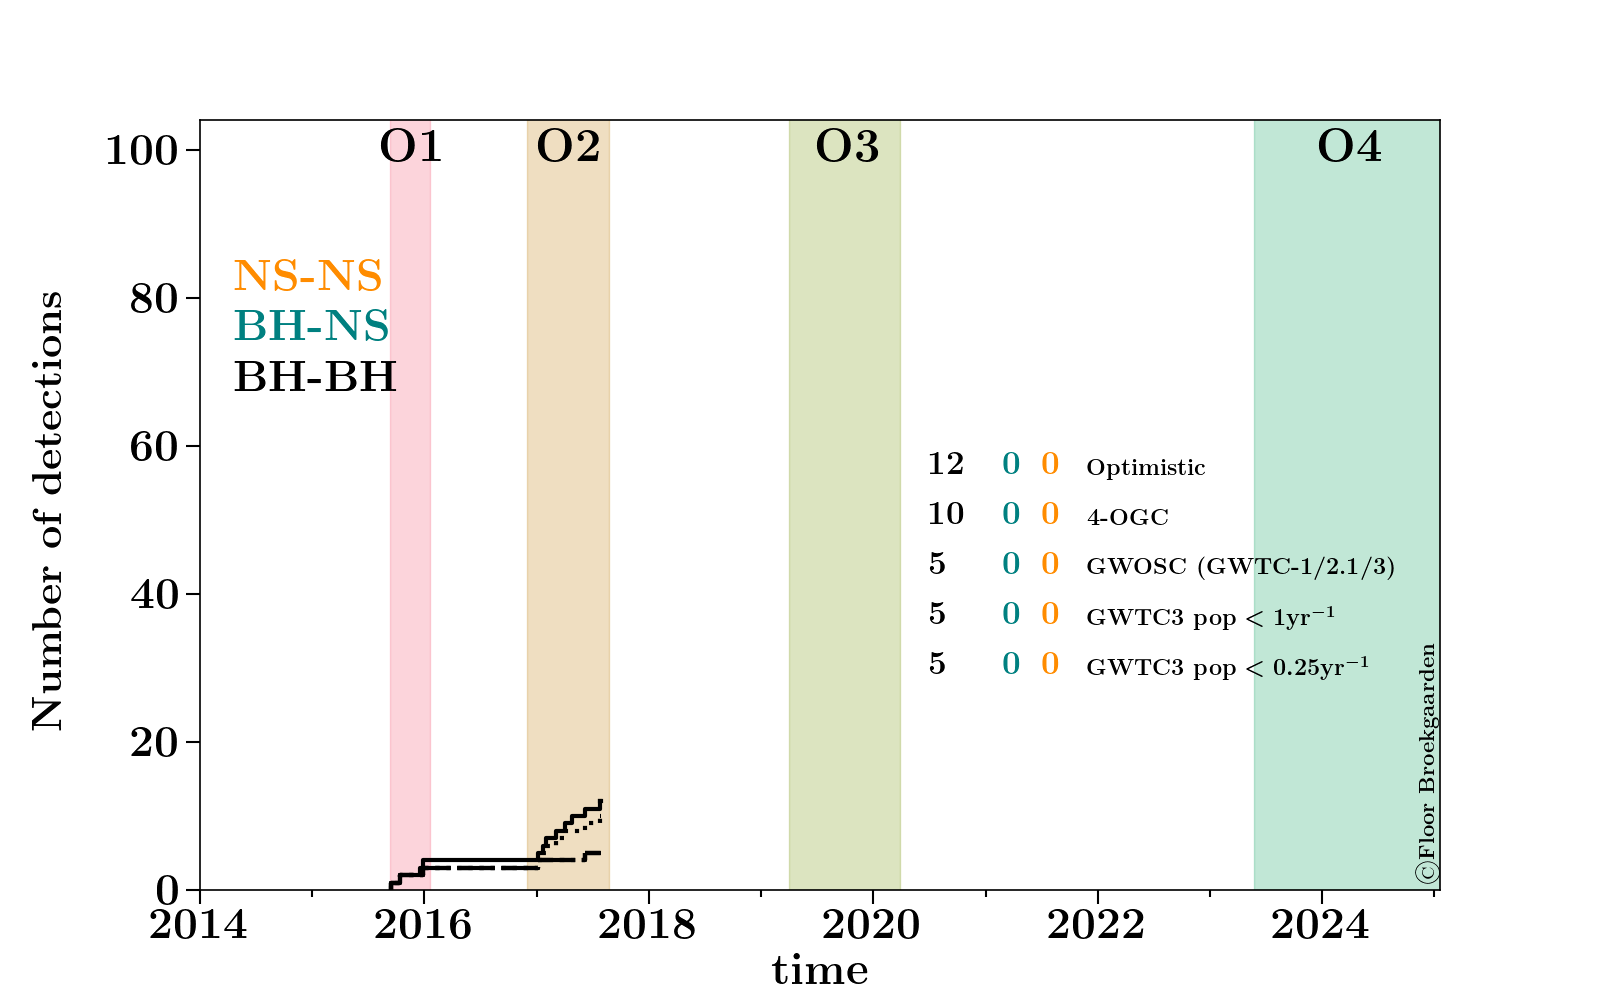 O1 O2 O3 O4
100
80
60
40
20
0
Number of detections
NS-NS
BH-NS
BH-BH
12 0 0 Optimistic
10 0 0 4-OGC
5 0 0 GWOSC (GWTC-1/2.1/3)
5 0 0 GWTC3 pop < 1yr⁻¹
5 0 0 GWTC3 pop < 0.25yr⁻¹
©Floor Broekgaarden
2014 2016 2018 2020 2022 2024
time